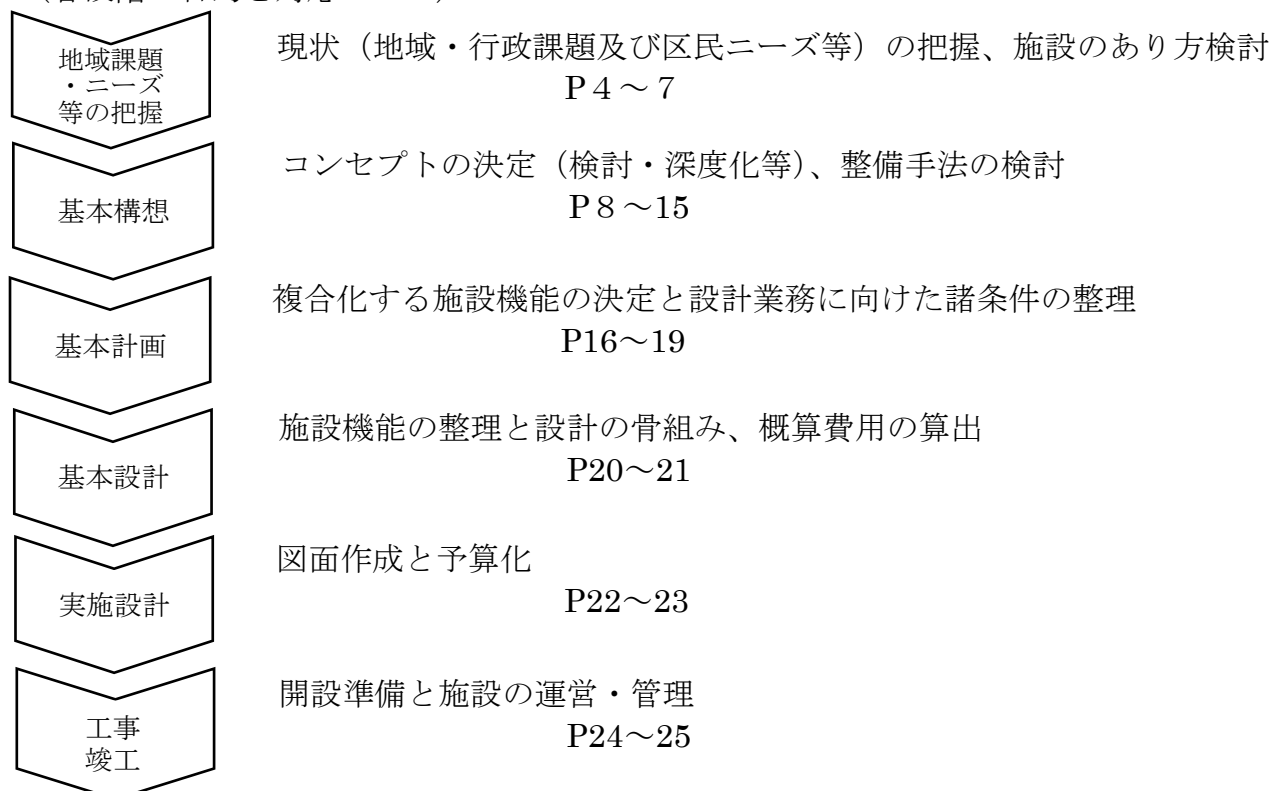 地域課題
・ニーズ
等の把握
現状（地域・行政課題及び区民ニーズ等）の把握、施設のあり方検討
P４～７
基本構想
コンセプトの決定（検討・深度化等）、整備手法の検討
P８～15
基本計画
複合化する施設機能の決定と設計業務に向けた諸条件の整理
P16～19
基本設計
施設機能の整理と設計の骨組み、概算費用の算出
P20～21
実施設計
図面作成と予算化
P22～23
工事
竣工
開設準備と施設の運営・管理
P24～25